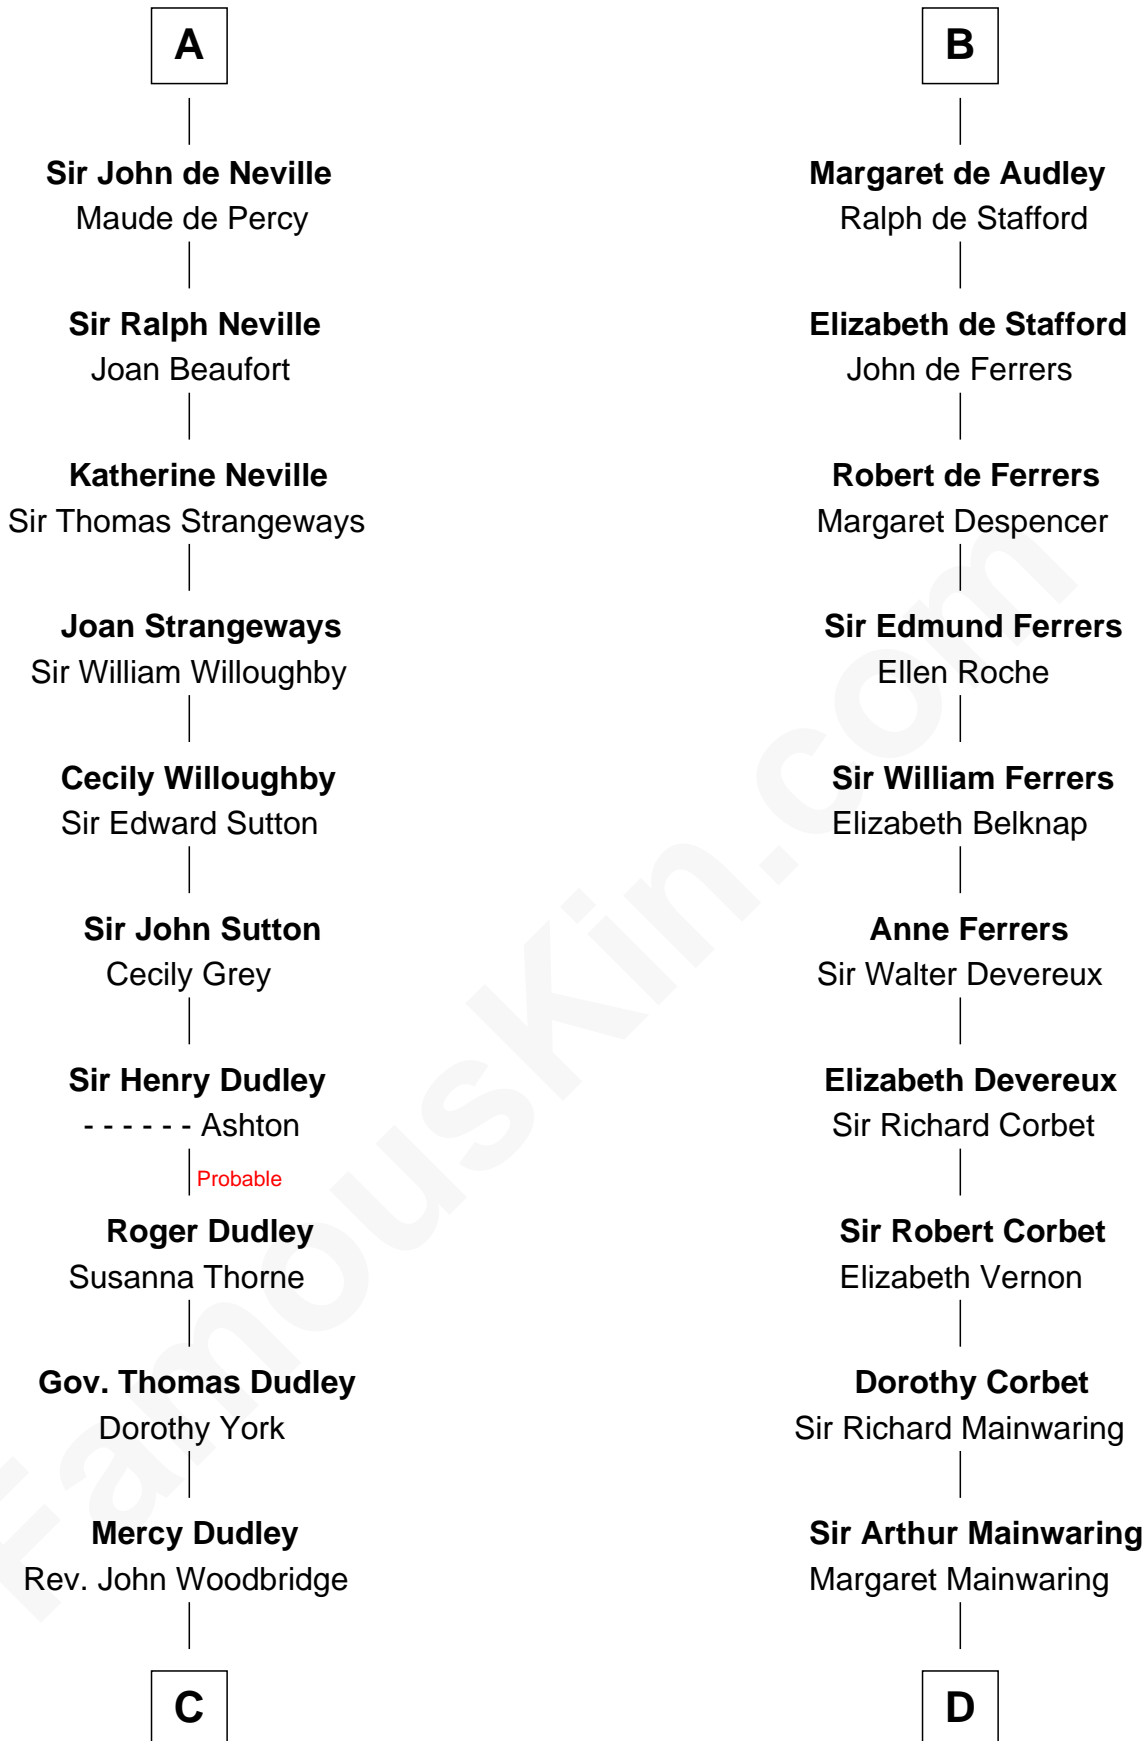 A
Sir John de Neville
Maude de Percy
Sir Ralph Neville
Joan Beaufort
Katherine Neville
Sir Thomas Strangeways
Joan Strangeways
Sir William Willoughby
Cecily Willoughby
Sir Edward Sutton
Sir John Sutton
Cecily Grey
Sir Henry Dudley
- - - - - - Ashton
Probable
Roger Dudley
Susanna Thorne
Gov. Thomas Dudley
Dorothy York
Mercy Dudley
Rev. John Woodbridge
C
B
Margaret de Audley
Ralph de Stafford
Elizabeth de Stafford
John de Ferrers
Robert de Ferrers
Margaret Despencer
Sir Edmund Ferrers
Ellen Roche
Sir William Ferrers
Elizabeth Belknap
Anne Ferrers
Sir Walter Devereux
Elizabeth Devereux
Sir Richard Corbet
Sir Robert Corbet
Elizabeth Vernon
Dorothy Corbet
Sir Richard Mainwaring
Sir Arthur Mainwaring
Margaret Mainwaring
D
FamousKin.com